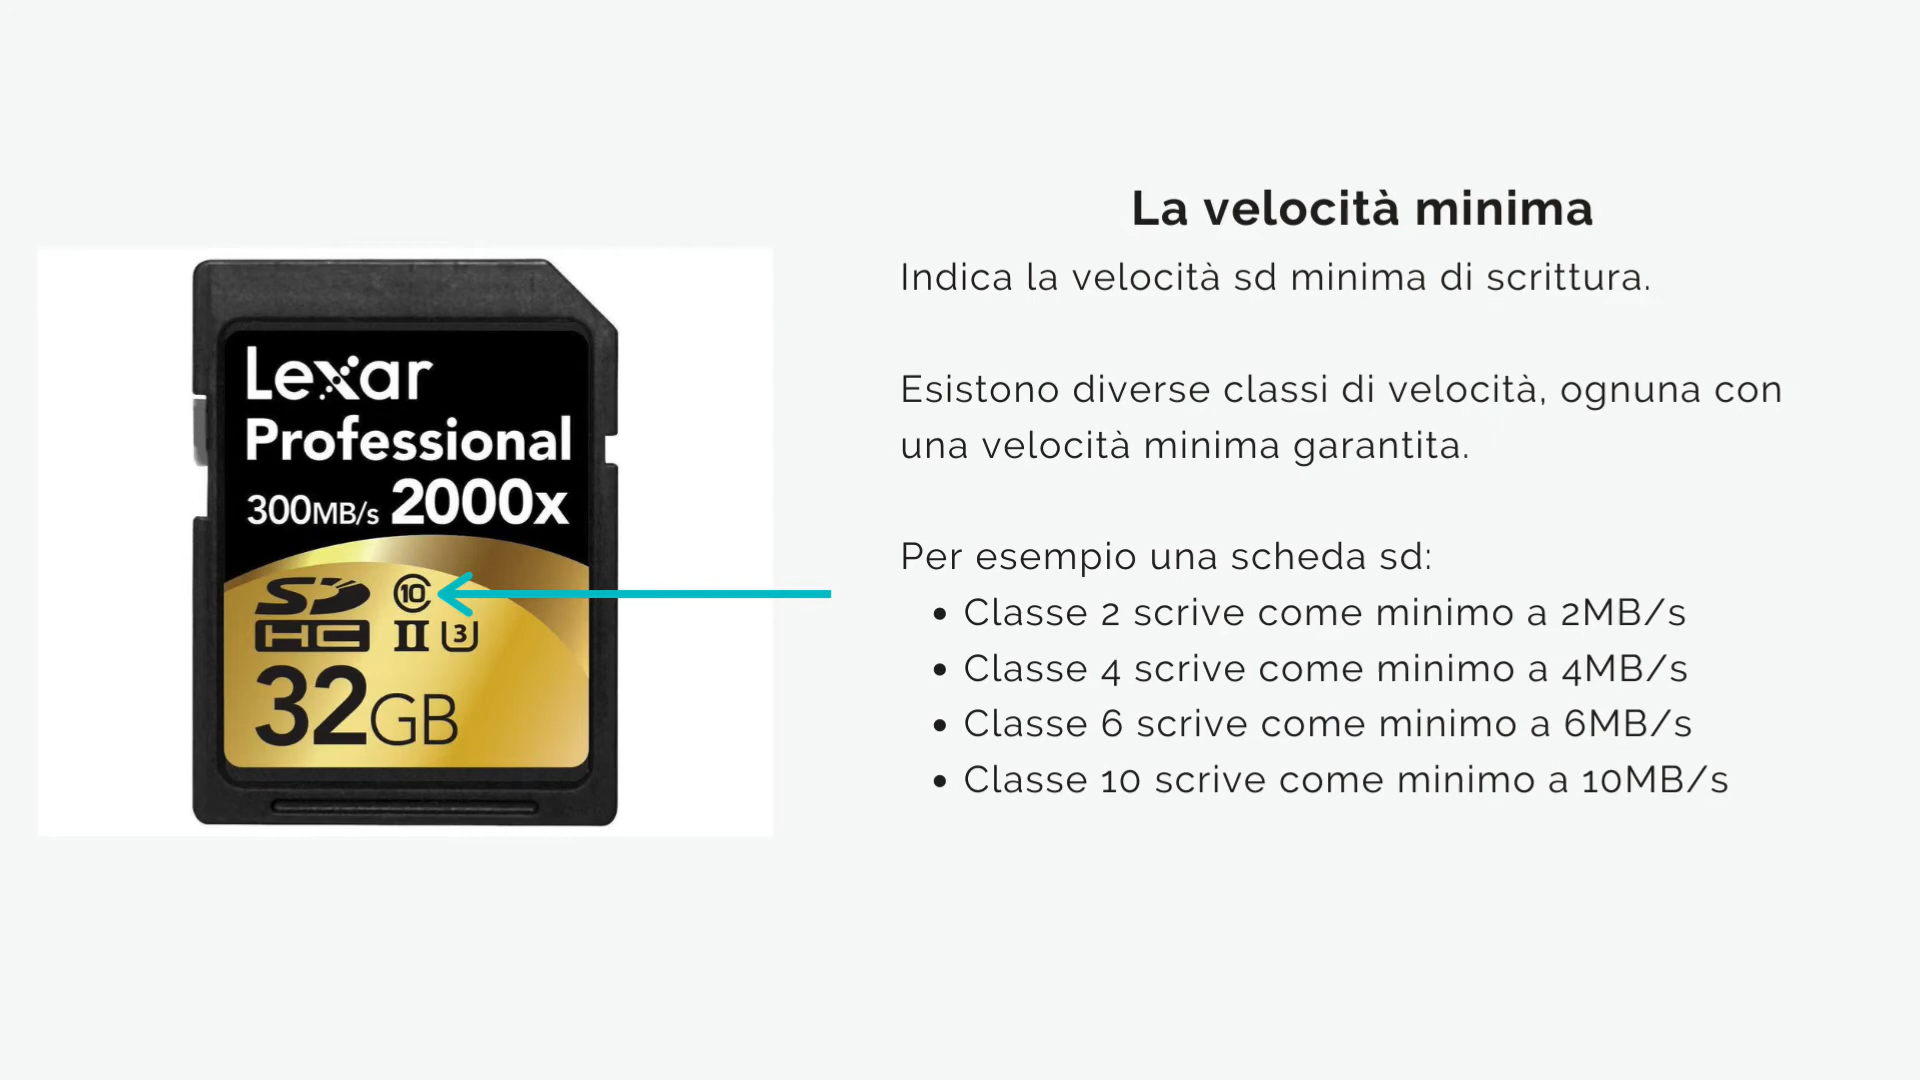 Lexar
Professional
300MB/s 2000x
SD 10
HC II 3
32GB
La velocità minima
Indica la velocità sd minima di scrittura.
Esistono diverse classi di velocità, ognuna con
una velocità minima garantita.
Per esempio una scheda sd:
• Classe 2 scrive come minimo a 2MB/s
• Classe 4 scrive come minimo a 4MB/s
• Classe 6 scrive come minimo a 6MB/s
• Classe 10 scrive come minimo a 10MB/s